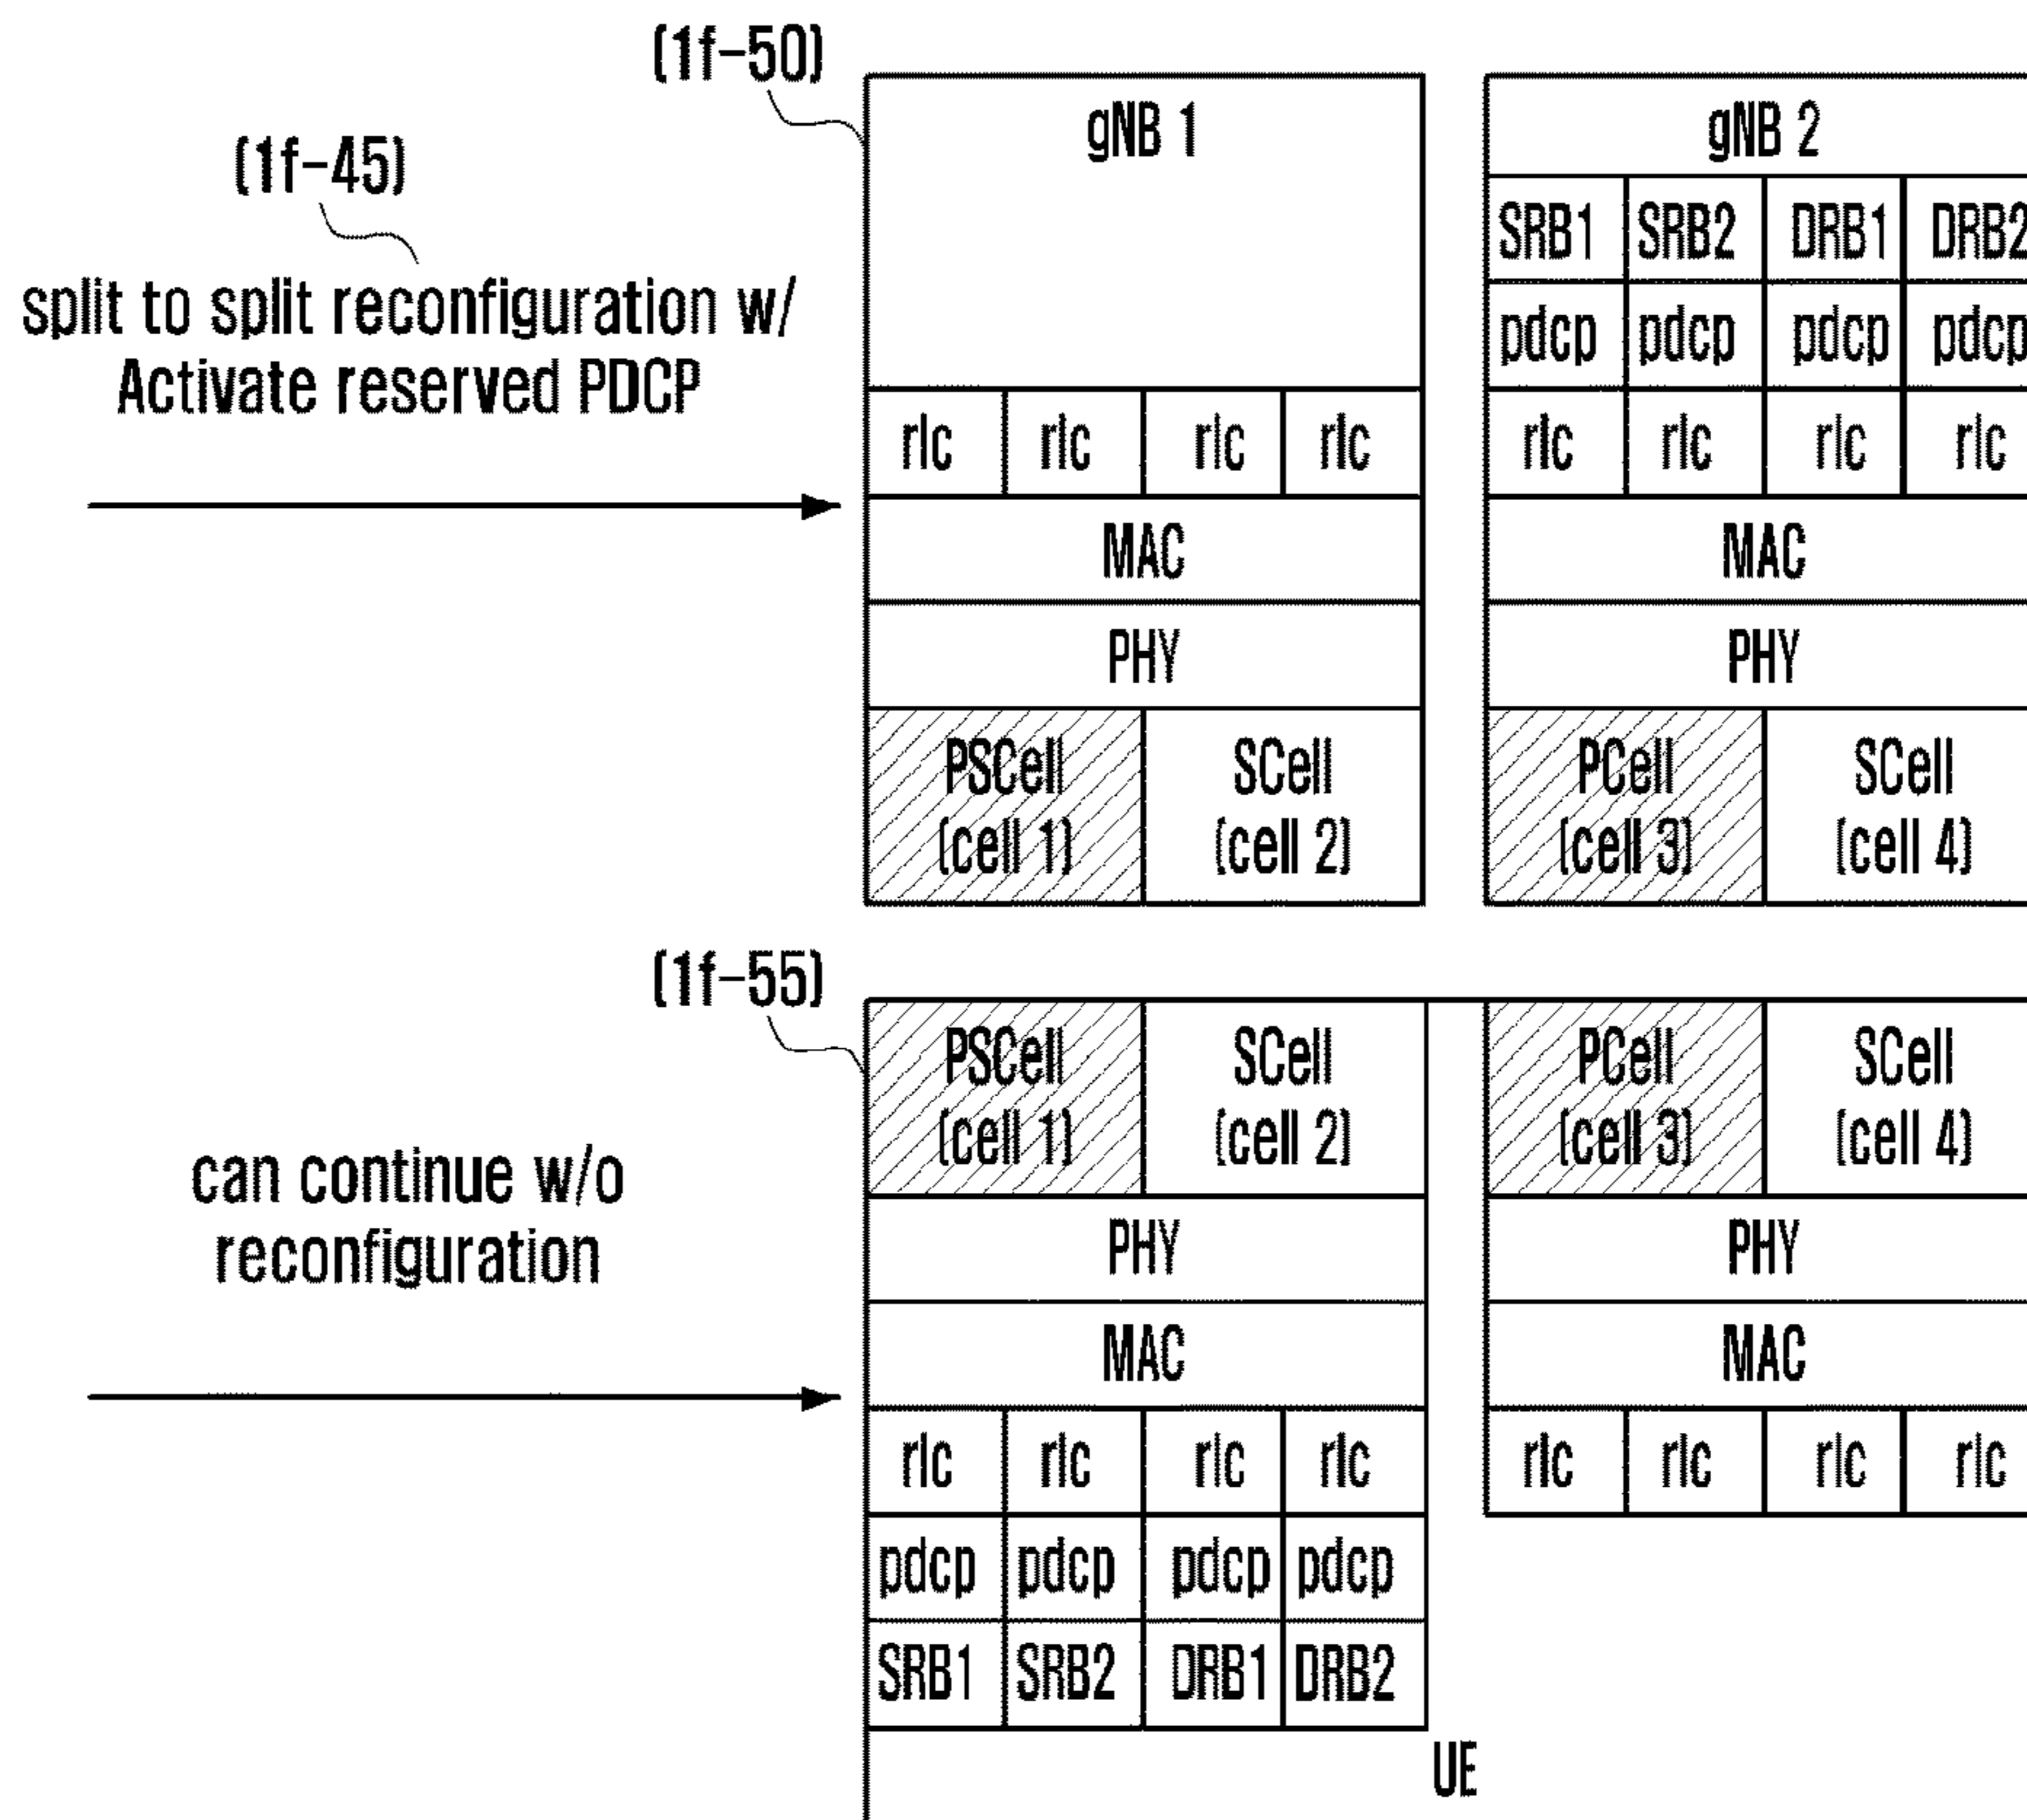 (1f-50)
gNB 1
gNB 2
(1f-45)
split to split reconfiguration w/
Activate reserved PDCP
SRB1 SRB2 DRB1 DRB2
pdcp pdcp pdcp pdcp
rlc rlc rlc rlc rlc rlc rlc rlc
MAC MAC
PHY PHY
PSCell SCell PCell SCell
(cell 1) (cell 2) (cell 3) (cell 4)
(1f-55)
PSCell SCell PCell SCell
(cell 1) (cell 2) (cell 3) (cell 4)
can continue w/o
reconfiguration
PHY PHY
MAC MAC
rlc rlc rlc rlc rlc rlc rlc rlc
pdcp pdcp pdcp pdcp
SRB1 SRB2 DRB1 DRB2
UE